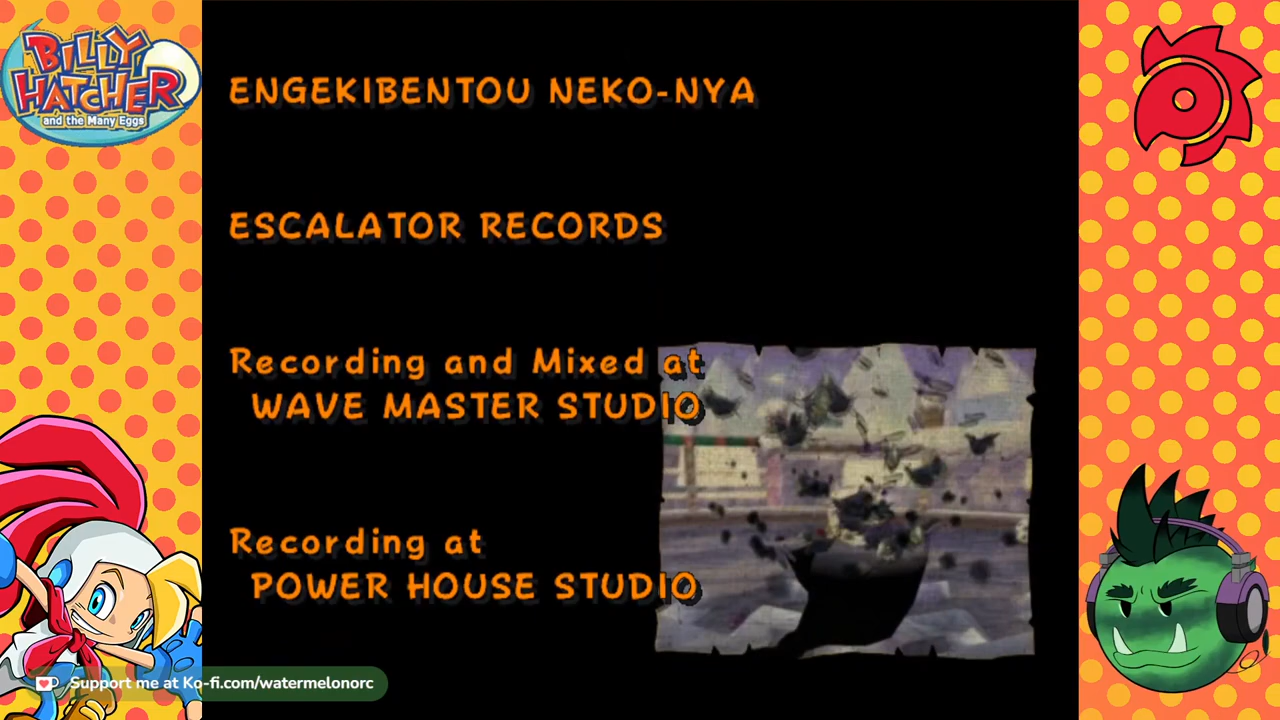 BILLY
HATCHER
and the Many Eggs
ENGEKIBENTOU NEKO-NYA
ESCALATOR RECORDS
Recording and Mixed at
WAVE MASTER STUDIO
Recording at
POWER HOUSE STUDIO
Support me at Ko-fi.com/watermelonorc